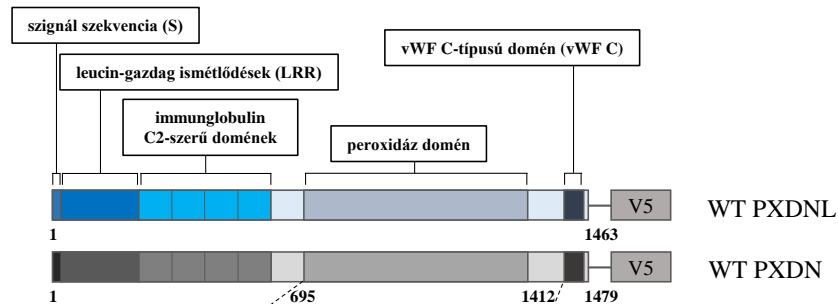 szignál szekvencia (S)
vWF C-típusú domén (vWF C)
leucin-gazdag ismétlődések (LRR)
immunglobulin
C2-szerű domének
peroxidáz domén
V5
WT PXDNL
1
1463
V5
WT PXDN
1
695
1412
1479